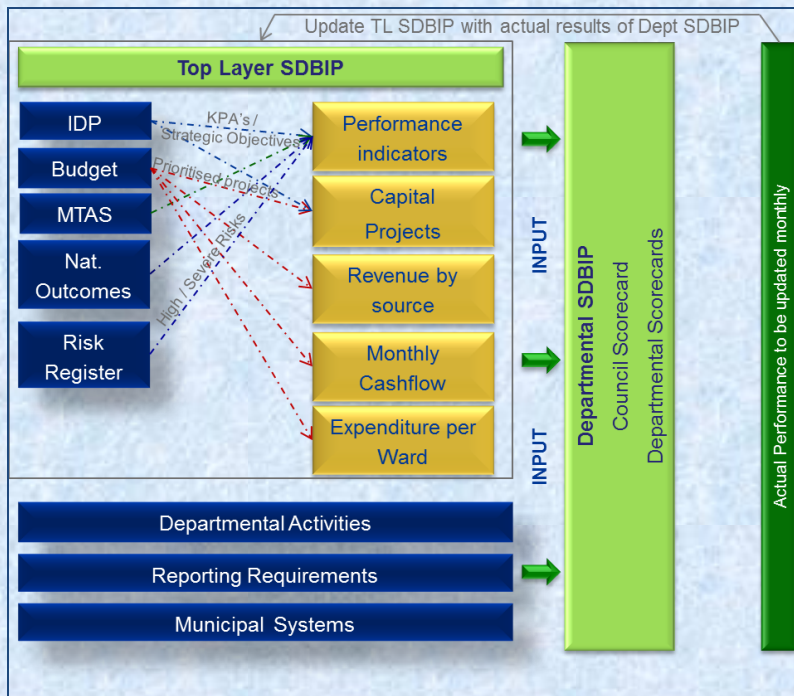 Update TL SDBIP with actual results of Dept SDBIP
Top Layer SDBIP
IDP
Budget
MTAS
Nat.
Outcomes
Risk
Register
KPA's /
Strategic Objectives
Prioritised projects
High / Severe Risks
Performance
indicators
Capital
Projects
Revenue by
source
Monthly
Cashflow
Expenditure per
Ward
INPUT
INPUT
Departmental SDBIP
Council Scorecard
Departmental Scorecards
Actual Performance to be updated monthly
Departmental Activities
Reporting Requirements
Municipal Systems